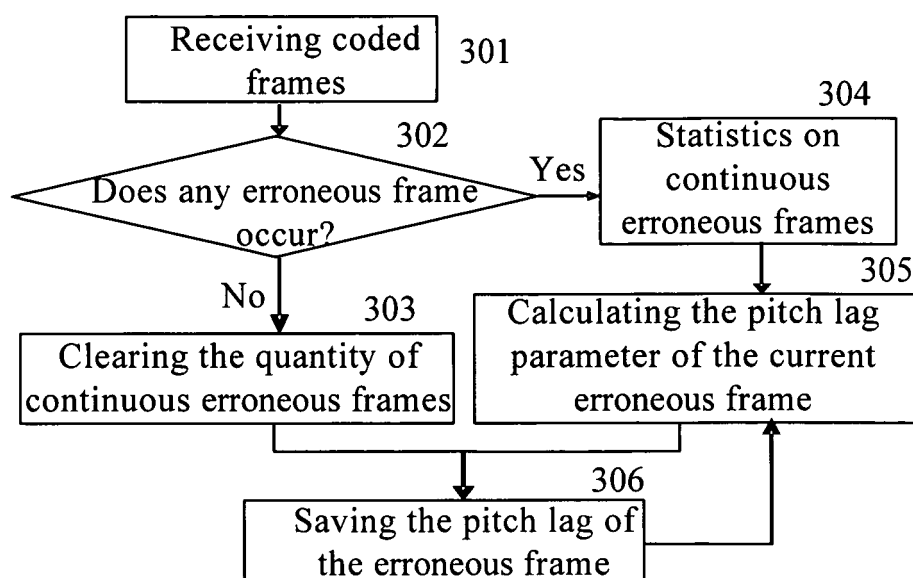 Receiving coded
frames
301
302
Does any erroneous frame
occur?
Yes
304
Statistics on
continuous
erroneous frames
No
303
Clearing the quantity of
continuous erroneous frames
305
Calculating the pitch lag
parameter of the current
erroneous frame
306
Saving the pitch lag of
the erroneous frame